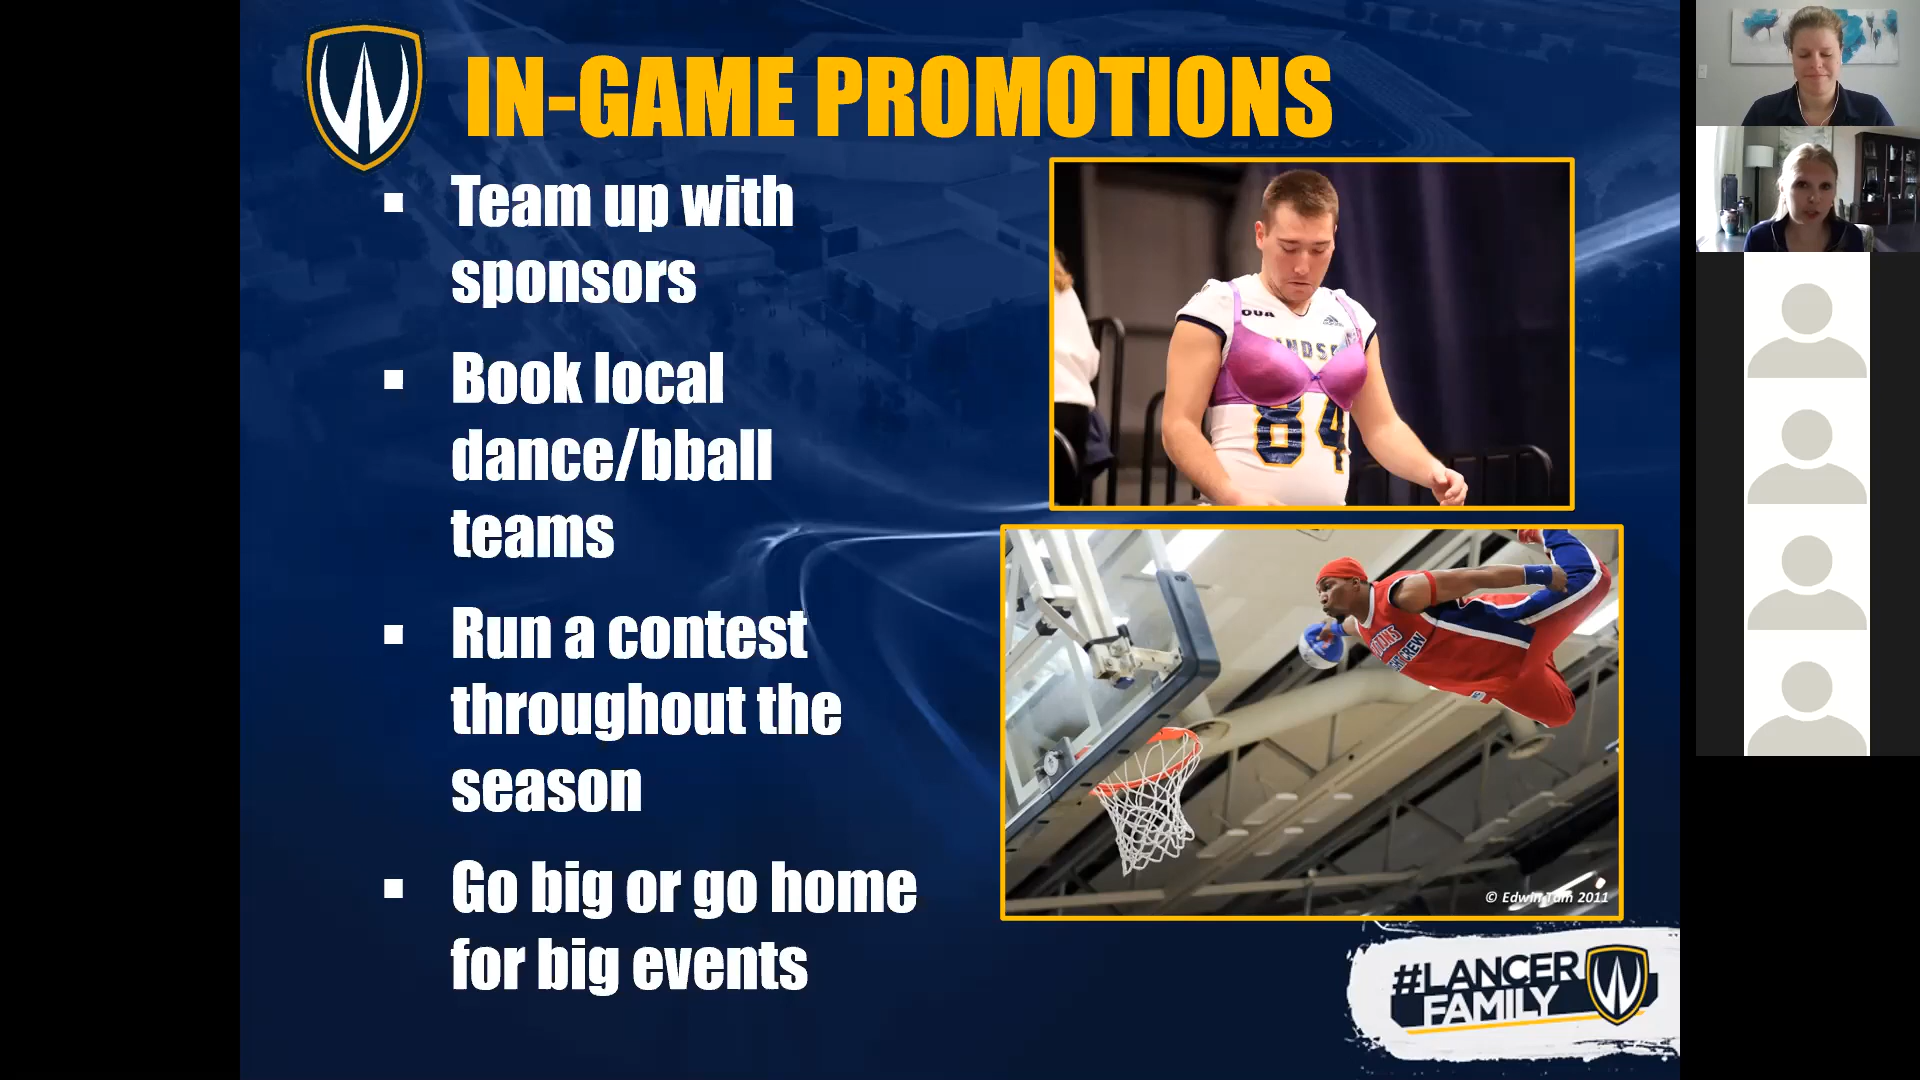 IN-GAME PROMOTIONS
▪ Team up with
sponsors
▪ Book local
dance/bball
teams
▪ Run a contest
throughout the
season
▪ Go big or go home
for big events
OUA
84
© Edwin Tam 2011
#LANCER
FAMILY